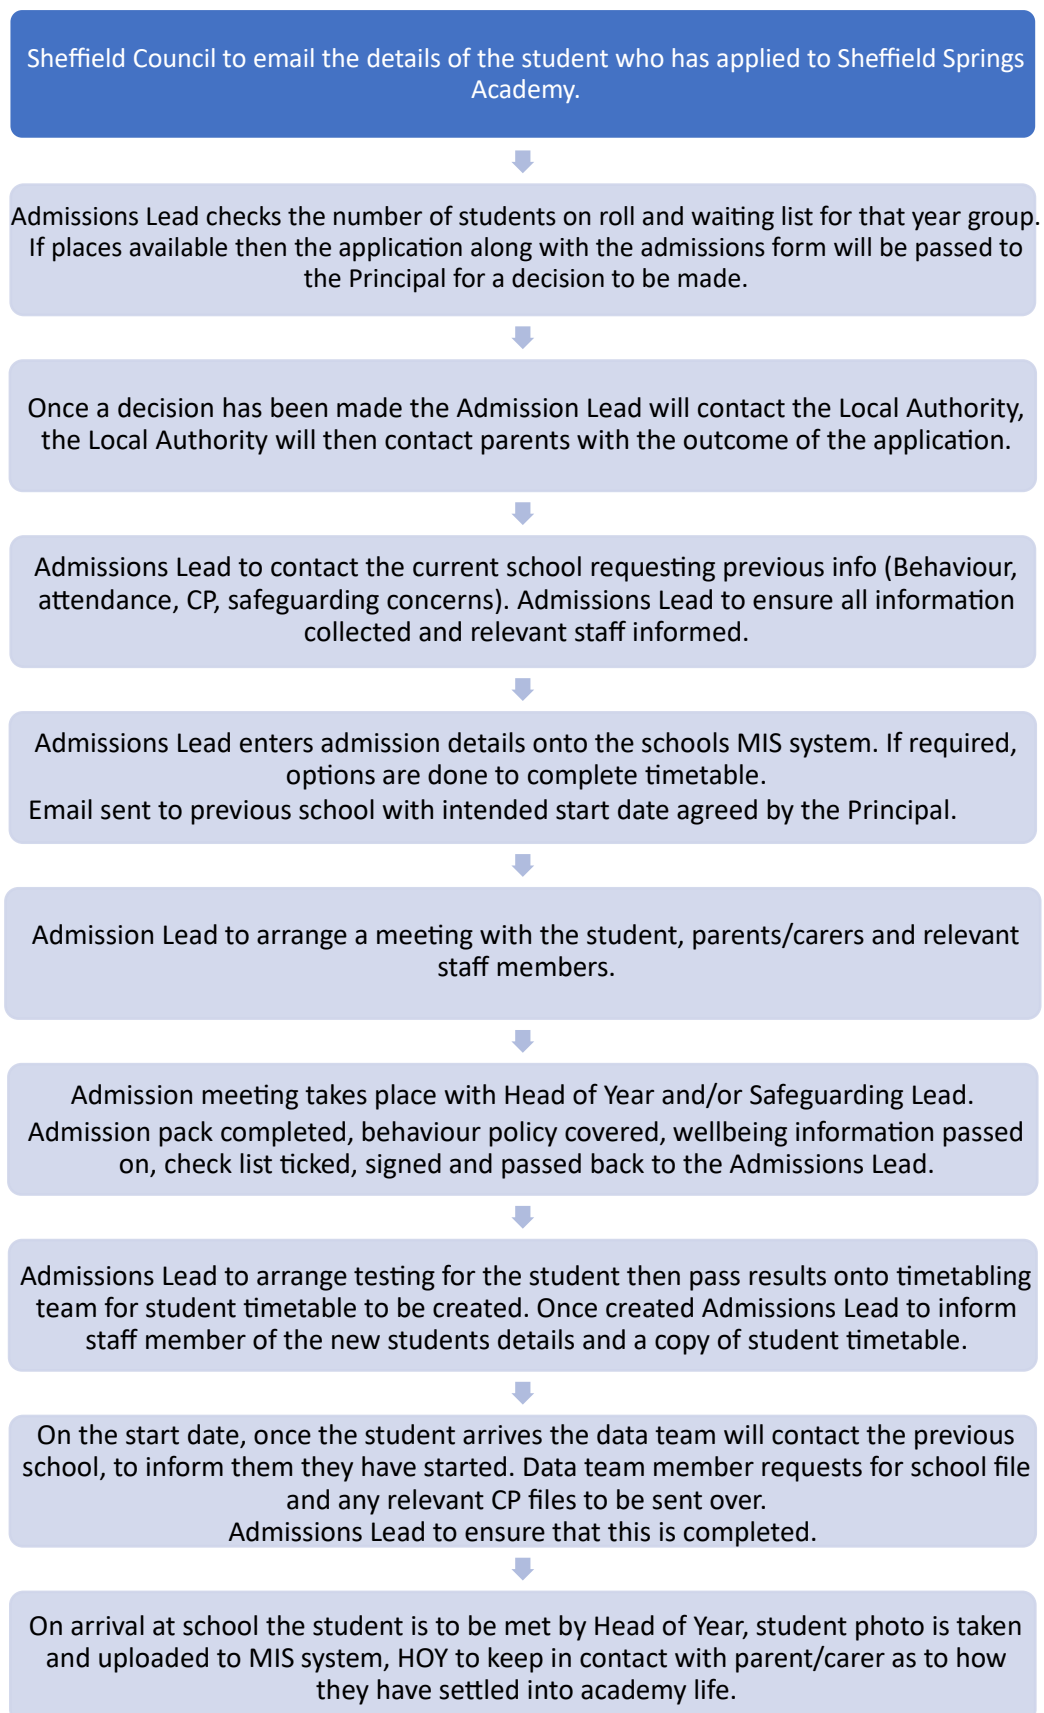 Sheffield Council to email the details of the student who has applied to Sheffield Springs
Academy.
Admissions Lead checks the number of students on roll and waiting list for that year group.
If places available then the application along with the admissions form will be passed to
the Principal for a decision to be made.
Once a decision has been made the Admission Lead will contact the Local Authority,
the Local Authority will then contact parents with the outcome of the application.
Admissions Lead to contact the current school requesting previous info (Behaviour,
attendance, CP, safeguarding concerns). Admissions Lead to ensure all information
collected and relevant staff informed.
Admissions Lead enters admission details onto the schools MIS system. If required,
options are done to complete timetable.
Email sent to previous school with intended start date agreed by the Principal.
Admission Lead to arrange a meeting with the student, parents/carers and relevant
staff members.
Admission meeting takes place with Head of Year and/or Safeguarding Lead.
Admission pack completed, behaviour policy covered, wellbeing information passed
on, check list ticked, signed and passed back to the Admissions Lead.
Admissions Lead to arrange testing for the student then pass results onto timetabling
team for student timetable to be created. Once created Admissions Lead to inform
staff member of the new students details and a copy of student timetable.
On the start date, once the student arrives the data team will contact the previous
school, to inform them they have started. Data team member requests for school file
and any relevant CP files to be sent over.
Admissions Lead to ensure that this is completed.
On arrival at school the student is to be met by Head of Year, student photo is taken
and uploaded to MIS system, HOY to keep in contact with parent/carer as to how
they have settled into academy life.